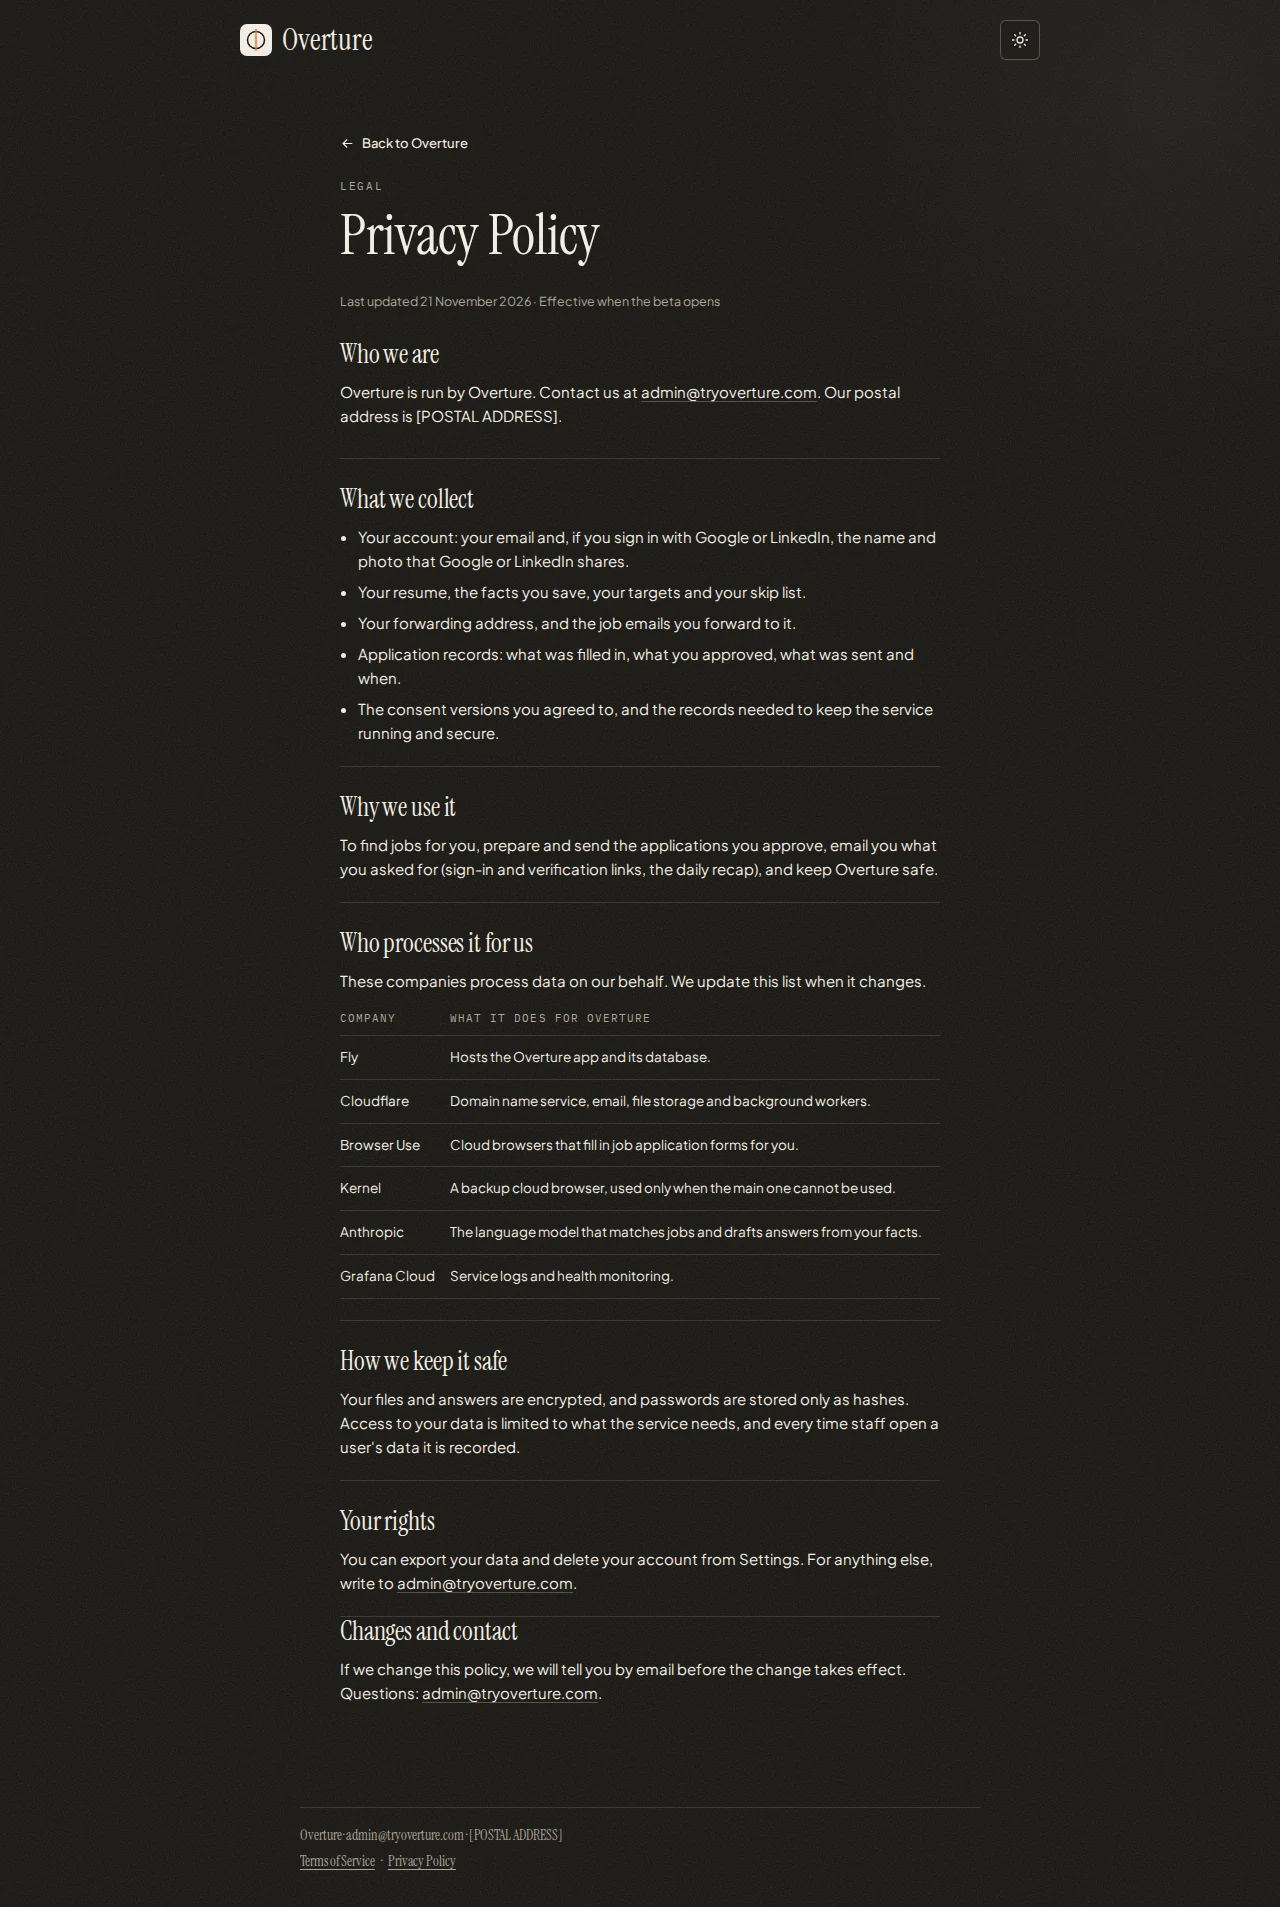 Overture
← Back to Overture
LEGAL
Privacy Policy
Last updated 21 November 2026 · Effective when the beta opens
Who we are
Overture is run by Overture. Contact us at admin@tryoverture.com. Our postal
address is [POSTAL ADDRESS].
What we collect
• Your account: your email and, if you sign in with Google or LinkedIn, the name and
photo that Google or LinkedIn shares.
• Your resume, the facts you save, your targets and your skip list.
• Your forwarding address, and the job emails you forward to it.
• Application records: what was filled in, what you approved, what was sent and
when.
• The consent versions you agreed to, and the records needed to keep the service
running and secure.
Why we use it
To find jobs for you, prepare and send the applications you approve, email you what
you asked for (sign-in and verification links, the daily recap), and keep Overture safe.
Who processes it for us
These companies process data on our behalf. We update this list when it changes.
COMPANY WHAT IT DOES FOR OVERTURE
Fly Hosts the Overture app and its database.
Cloudflare Domain name service, email, file storage and background workers.
Browser Use Cloud browsers that fill in job application forms for you.
Kernel A backup cloud browser, used only when the main one cannot be used.
Anthropic The language model that matches jobs and drafts answers from your facts.
Grafana Cloud Service logs and health monitoring.
How we keep it safe
Your files and answers are encrypted, and passwords are stored only as hashes.
Access to your data is limited to what the service needs, and every time staff open a
user's data it is recorded.
Your rights
You can export your data and delete your account from Settings. For anything else,
write to admin@tryoverture.com.
Changes and contact
If we change this policy, we will tell you by email before the change takes effect.
Questions: admin@tryoverture.com.
Overture · admin@tryoverture.com · [POSTAL ADDRESS]
Terms of Service · Privacy Policy